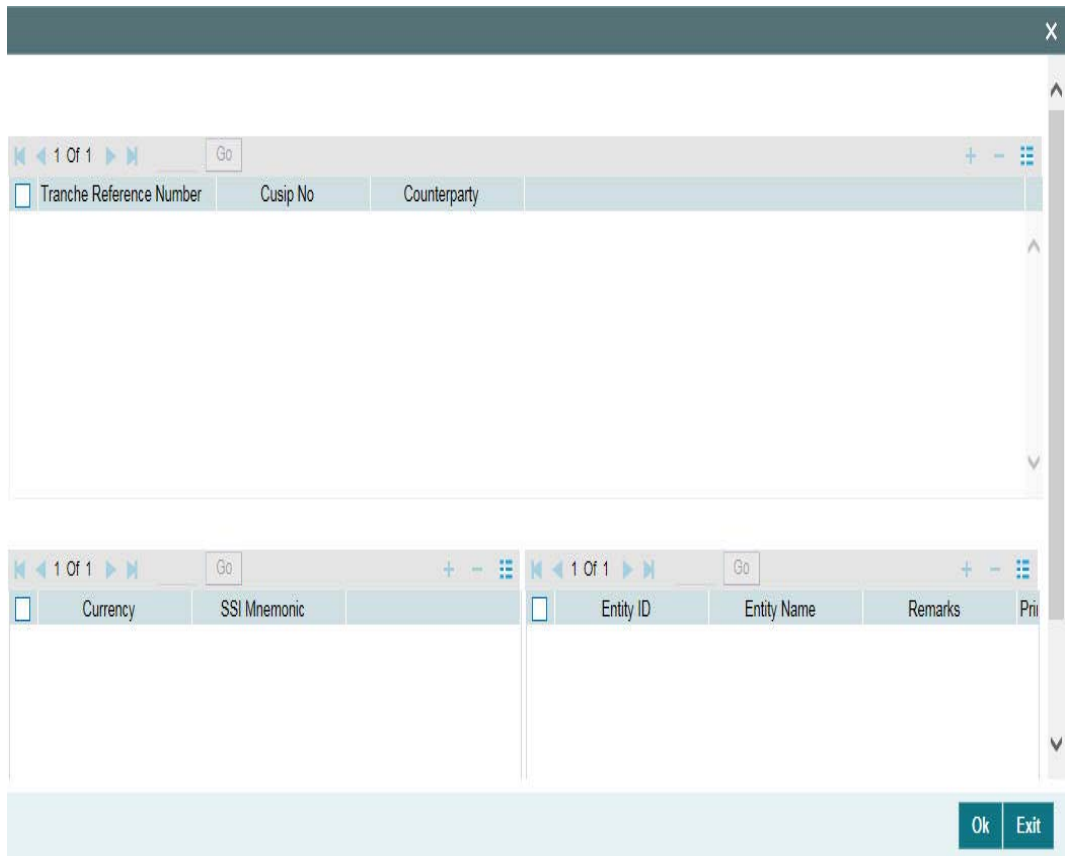 X
1 Of 1 Go + -
Tranche Reference Number Cusip No Counterparty
1 Of 1 Go + - 1 Of 1 Go + -
Currency SSI Mnemonic Entity ID Entity Name Remarks Pri
Ok Exit